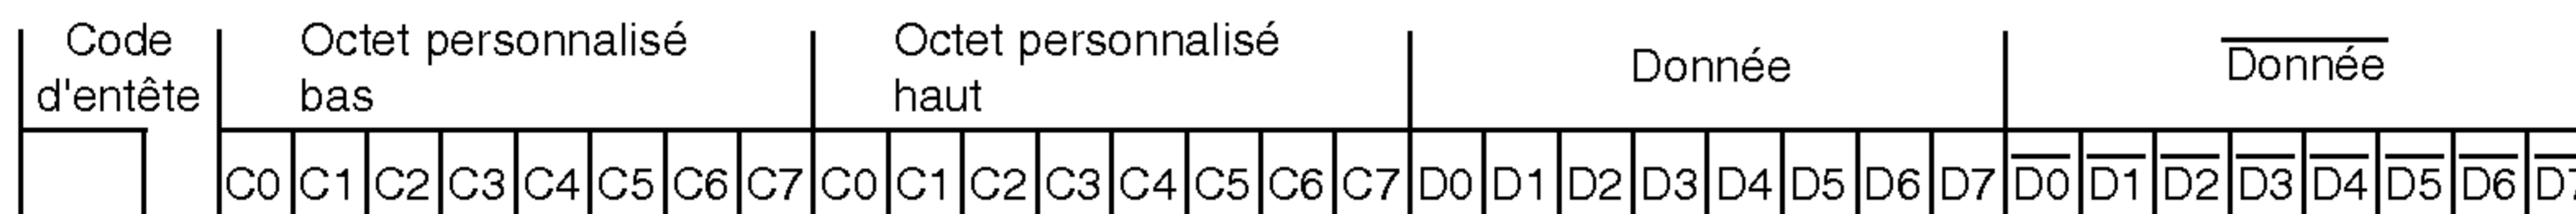 Code
d'entête
Octet personnalisé
bas
Octet personnalisé
haut
Donnée
Donnée
C0 C1 C2 C3 C4 C5 C6 C7 C0 C1 C2 C3 C4 C5 C6 C7 D0 D1 D2 D3 D4 D5 D6 D7 D0 D1 D2 D3 D4 D5 D6 D7